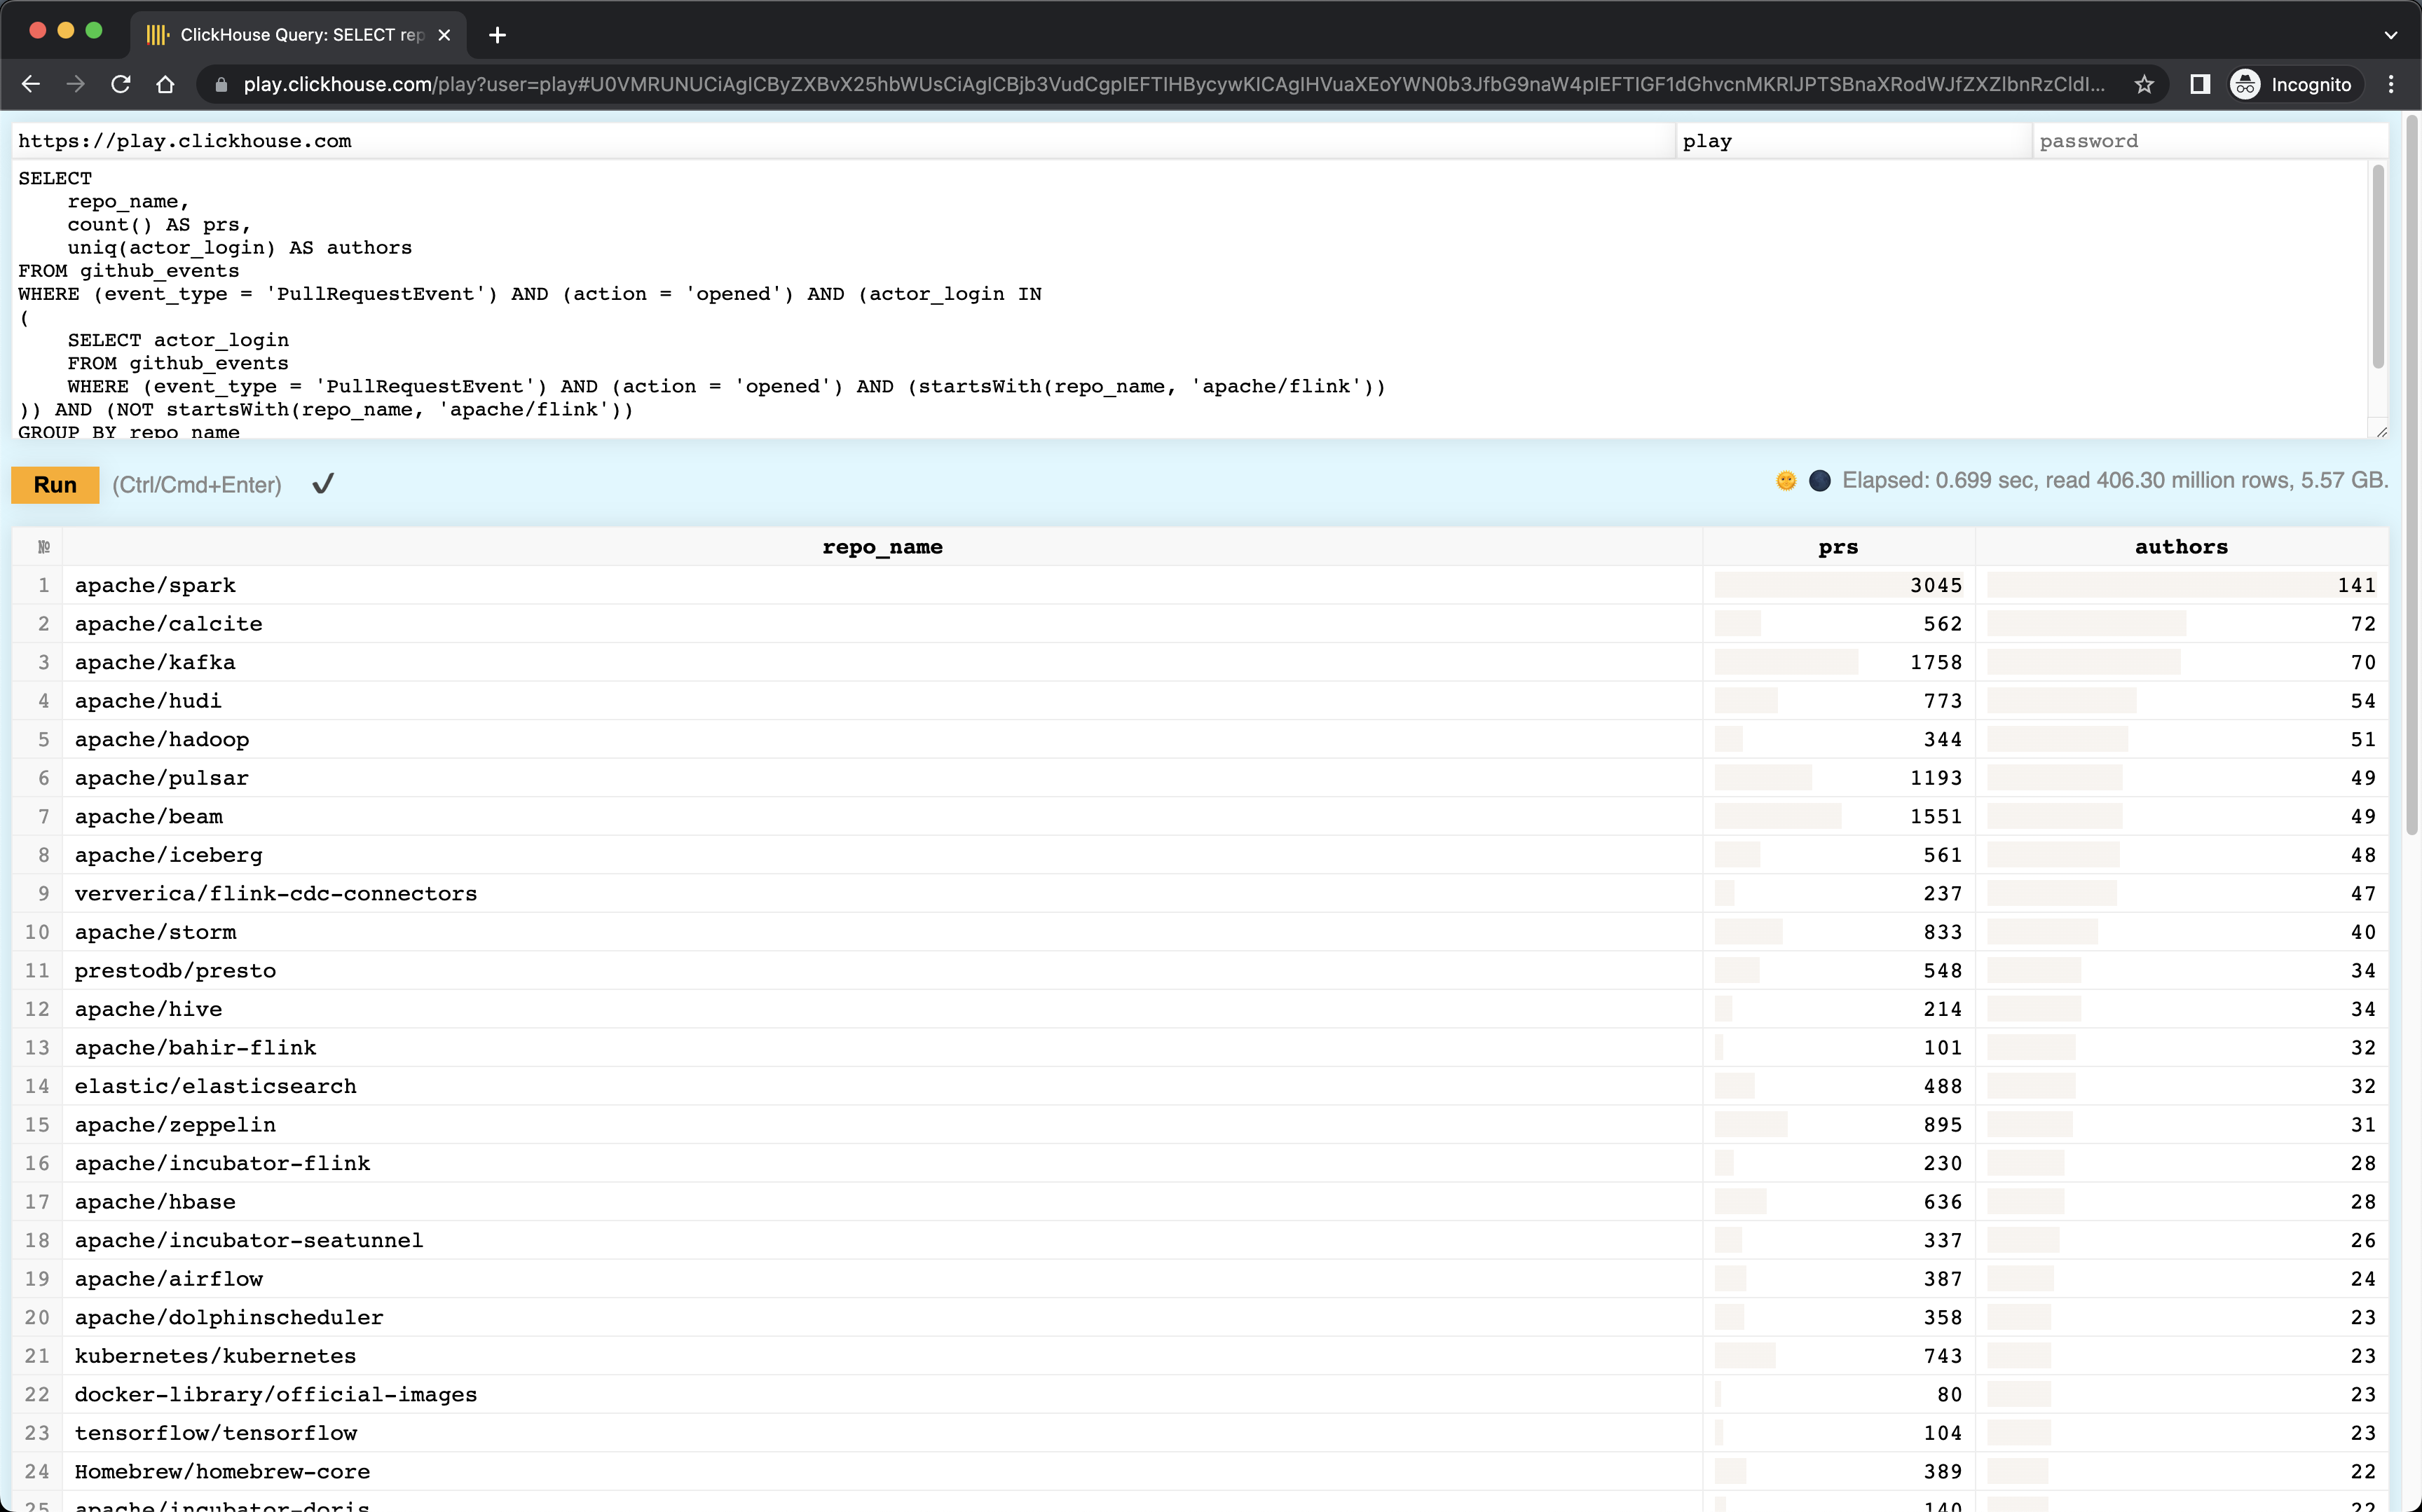 ClickHouse Query: SELECT rep
play.clickhouse.com/play?user=play#U0VMRUNUCiAgICByZXBvX25hbWUsCiAgICBjb3VudCgpIEFTIHBycywKICAgIHVuaXEoYWN0b3JfbG9naW4pIEFTIGF1dGhvcnMKRlJPTSBnaXRodWJfZXZlbnRzCldI... Incognito
https://play.clickhouse.com play password
SELECT
repo_name,
count() AS prs,
uniq(actor_login) AS authors
FROM github_events
WHERE (event_type = 'PullRequestEvent') AND (action = 'opened') AND (actor_login IN
(
SELECT actor_login
FROM github_events
WHERE (event_type = 'PullRequestEvent') AND (action = 'opened') AND (startsWith(repo_name, 'apache/flink'))
)) AND (NOT startsWith(repo_name, 'apache/flink'))
GROUP BY repo_name
Run (Ctrl/Cmd+Enter) ✔ Elapsed: 0.699 sec, read 406.30 million rows, 5.57 GB.
№ repo_name prs authors
1 apache/spark 3045 141
2 apache/calcite 562 72
3 apache/kafka 1758 70
4 apache/hudi 773 54
5 apache/hadoop 344 51
6 apache/pulsar 1193 49
7 apache/beam 1551 49
8 apache/iceberg 561 48
9 ververica/flink-cdc-connectors 237 47
10 apache/storm 833 40
11 prestodb/presto 548 34
12 apache/hive 214 34
13 apache/bahir-flink 101 32
14 elastic/elasticsearch 488 32
15 apache/zeppelin 895 31
16 apache/incubator-flink 230 28
17 apache/hbase 636 28
18 apache/incubator-seatunnel 337 26
19 apache/airflow 387 24
20 apache/dolphinscheduler 358 23
21 kubernetes/kubernetes 743 23
22 docker-library/official-images 80 23
23 tensorflow/tensorflow 104 23
24 Homebrew/homebrew-core 389 22
25 apache/incubator-doris 140 22